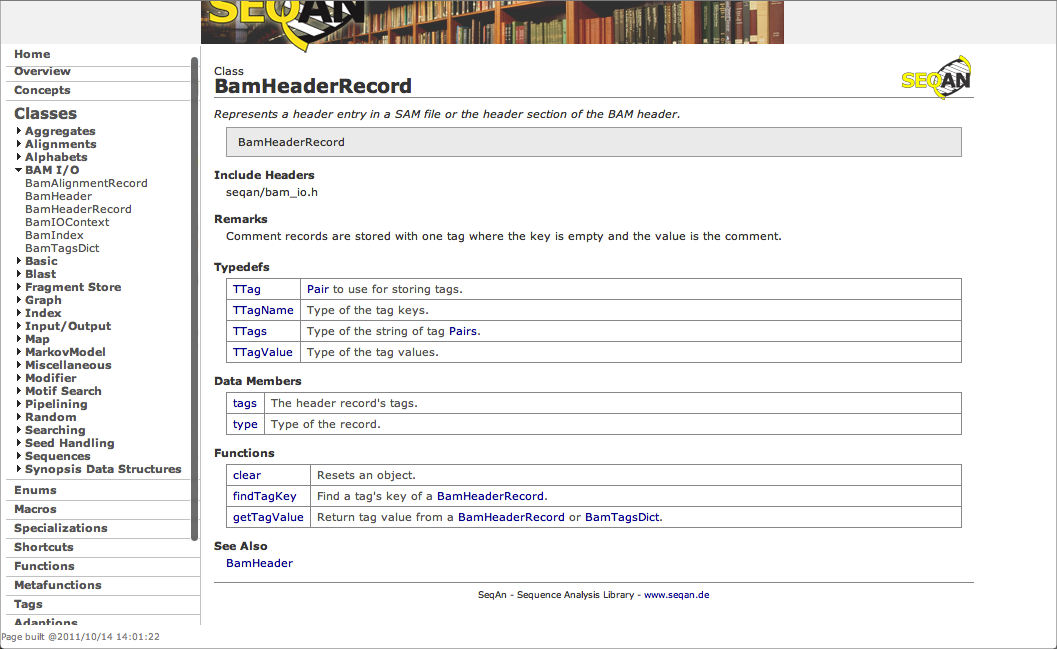 SEQAN
Home
Overview
Concepts
Classes
Aggregates
Alignments
Alphabets
BAM I/O
BamAlignmentRecord
BamHeader
BamHeaderRecord
BamIOContext
BamIndex
BamTagsDict
Basic
Blast
Fragment Store
Graph
Index
Input/Output
Map
MarkovModel
Miscellaneous
Modifier
Motif Search
Pipelining
Random
Searching
Seed Handling
Sequences
Synopsis Data Structures
Enums
Macros
Specializations
Shortcuts
Functions
Metafunctions
Tags
Adaptions
Page built @2011/10/14 14:01:22
Class
BamHeaderRecord
SEQAN
Represents a header entry in a SAM file or the header section of the BAM header.
BamHeaderRecord
Include Headers
seqan/bam_io.h
Remarks
Comment records are stored with one tag where the key is empty and the value is the comment.
Typedefs
TTag Pair to use for storing tags.
TTagName Type of the tag keys.
TTags Type of the string of tag Pairs.
TTagValue Type of the tag values.
Data Members
tags The header record's tags.
type Type of the record.
Functions
clear Resets an object.
findTagKey Find a tag's key of a BamHeaderRecord.
getTagValue Return tag value from a BamHeaderRecord or BamTagsDict.
See Also
BamHeader
SeqAn - Sequence Analysis Library - www.seqan.de